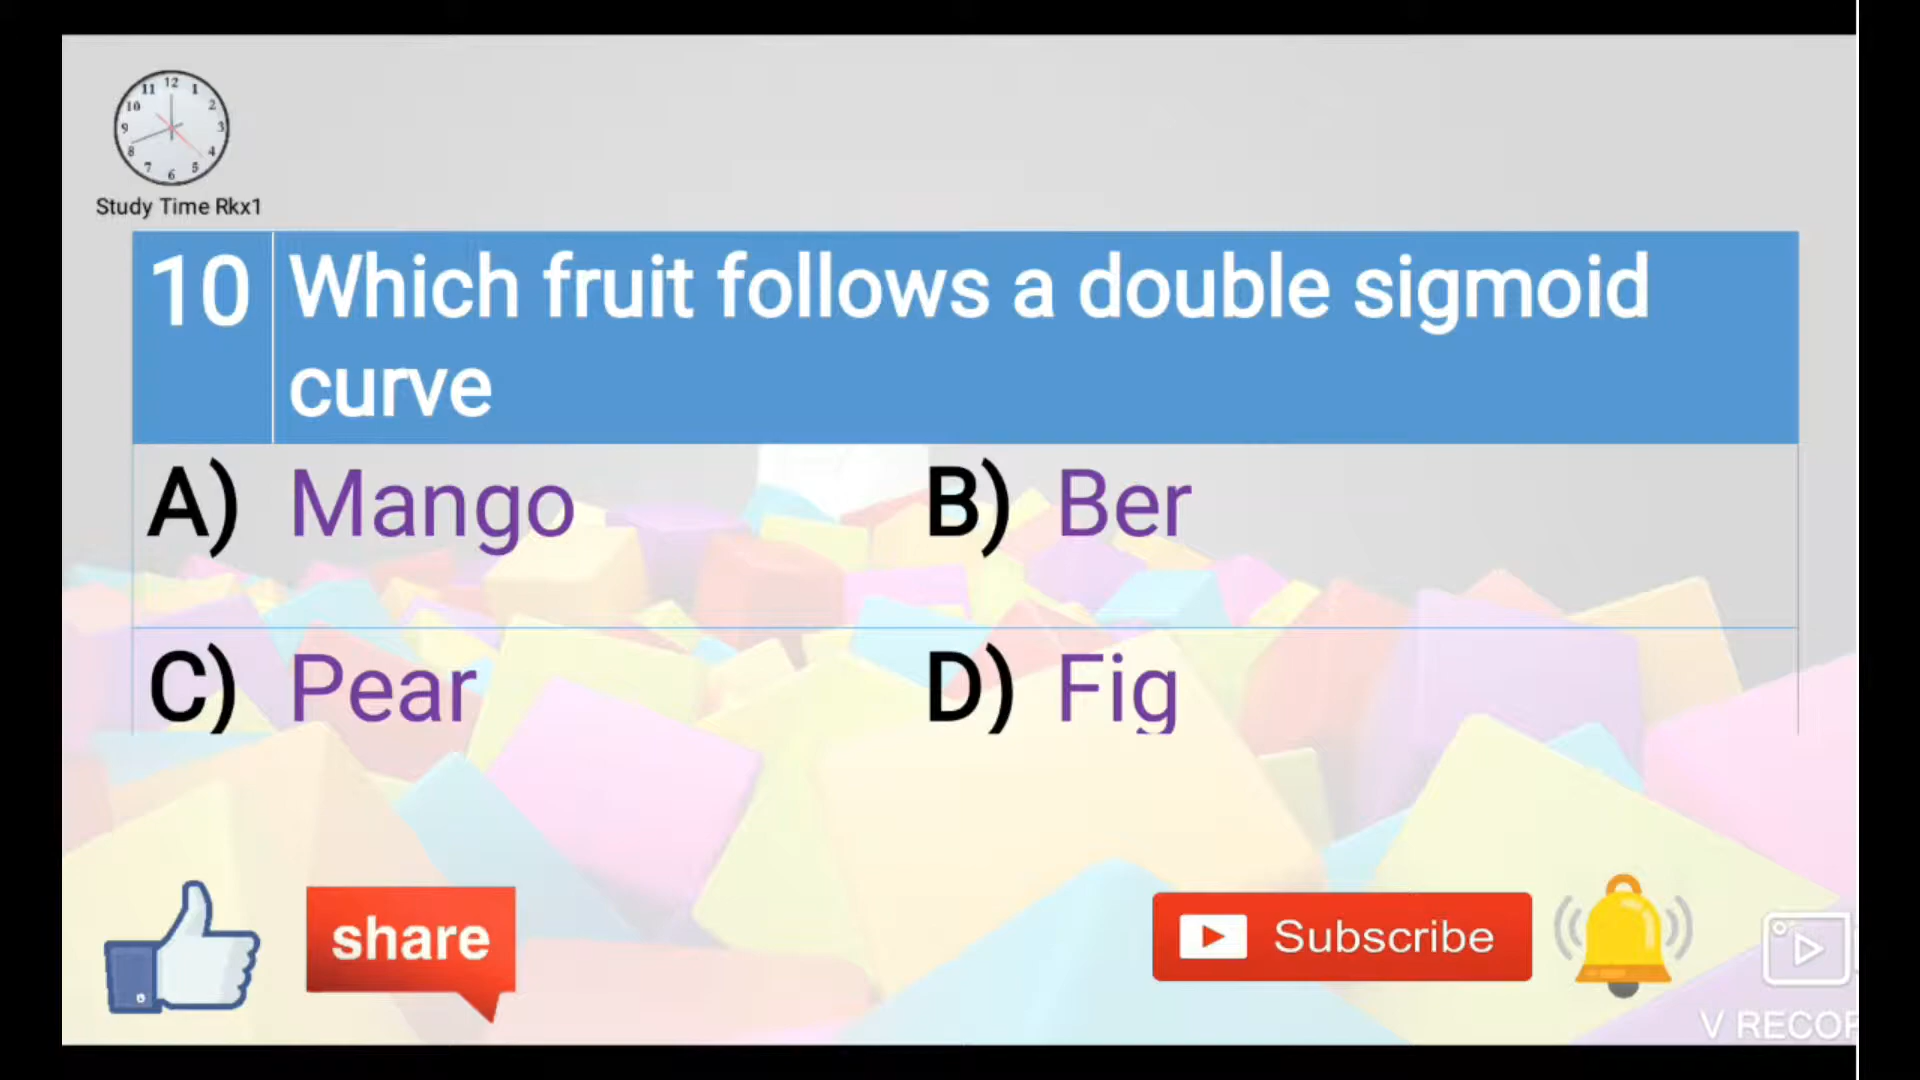 Study Time Rkx1
10 Which fruit follows a double sigmoid
curve
A) Mango B) Ber
C) Pear D) Fig
share
Subscribe
V RECOR